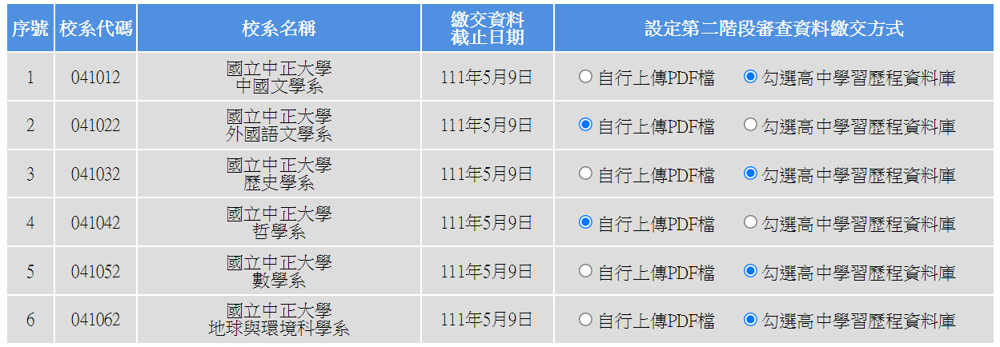 序號 校系代碼 校系名稱 繳交資料 設定第二階段審查資料繳交方式
截止日期
1 041012 國立中正大學 111年5月9日 自行上傳PDF檔 勾選高中學習歷程資料庫
中國文學系
2 041022 國立中正大學 111年5月9日 自行上傳PDF檔 勾選高中學習歷程資料庫
外國語文學系
3 041032 國立中正大學 111年5月9日 自行上傳PDF檔 勾選高中學習歷程資料庫
歷史學系
4 041042 國立中正大學 111年5月9日 自行上傳PDF檔 勾選高中學習歷程資料庫
哲學系
5 041052 國立中正大學 111年5月9日 自行上傳PDF檔 勾選高中學習歷程資料庫
數學系
6 041062 國立中正大學 111年5月9日 自行上傳PDF檔 勾選高中學習歷程資料庫
地球與環境科學系